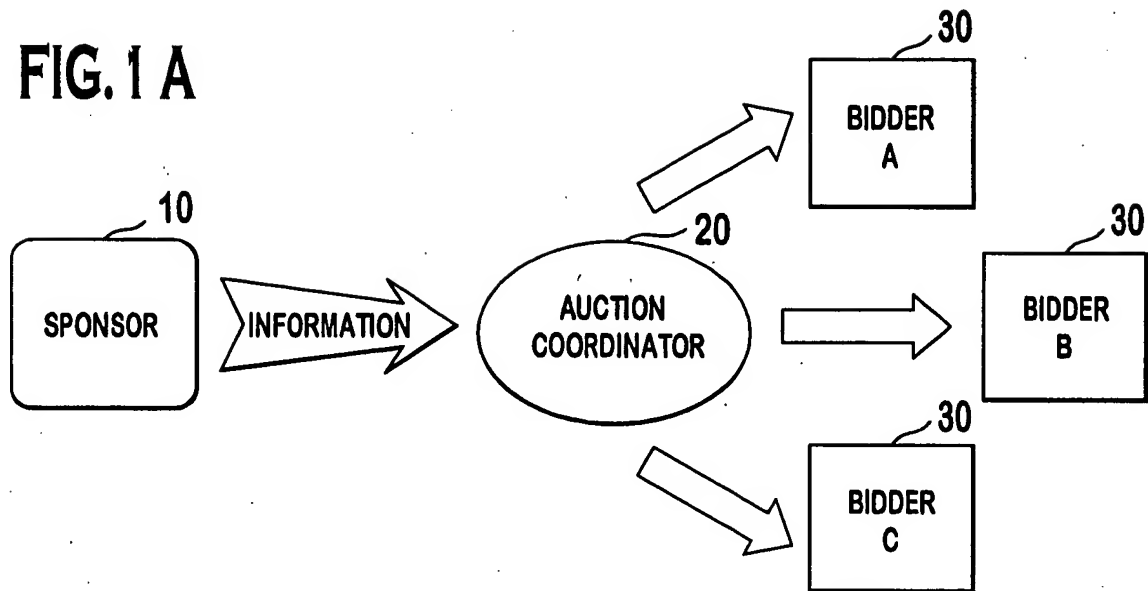 FIG. 1 A
30
BIDDER
A
10
SPONSOR
INFORMATION
20
AUCTION
COORDINATOR
30
BIDDER
B
30
BIDDER
C